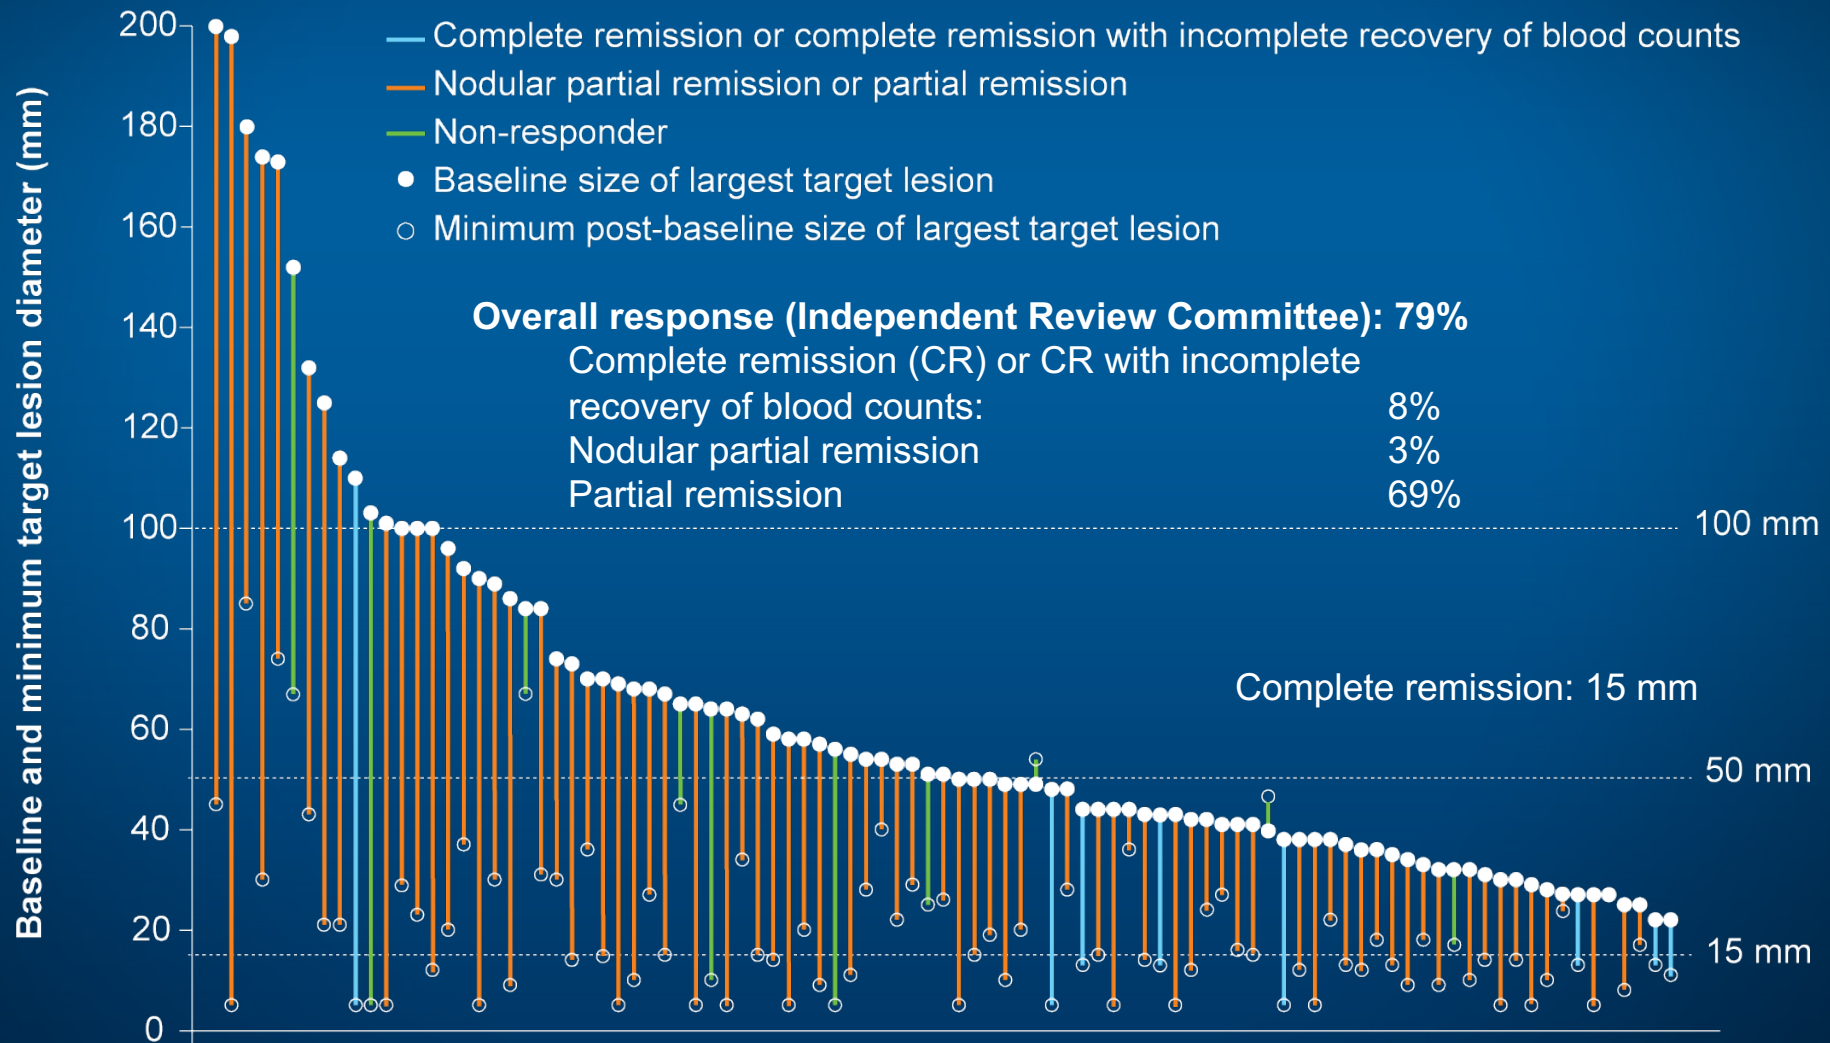 Baseline and minimum target lesion diameter (mm)
200
180
160
140
120
100
80
60
40
20
0
Complete remission or complete remission with incomplete recovery of blood counts
Nodular partial remission or partial remission
Non-responder
Baseline size of largest target lesion
Minimum post-baseline size of largest target lesion
Overall response (Independent Review Committee): 79%
Complete remission (CR) or CR with incomplete
recovery of blood counts: 8%
Nodular partial remission 3%
Partial remission 69%
100 mm
Complete remission: 15 mm
50 mm
15 mm